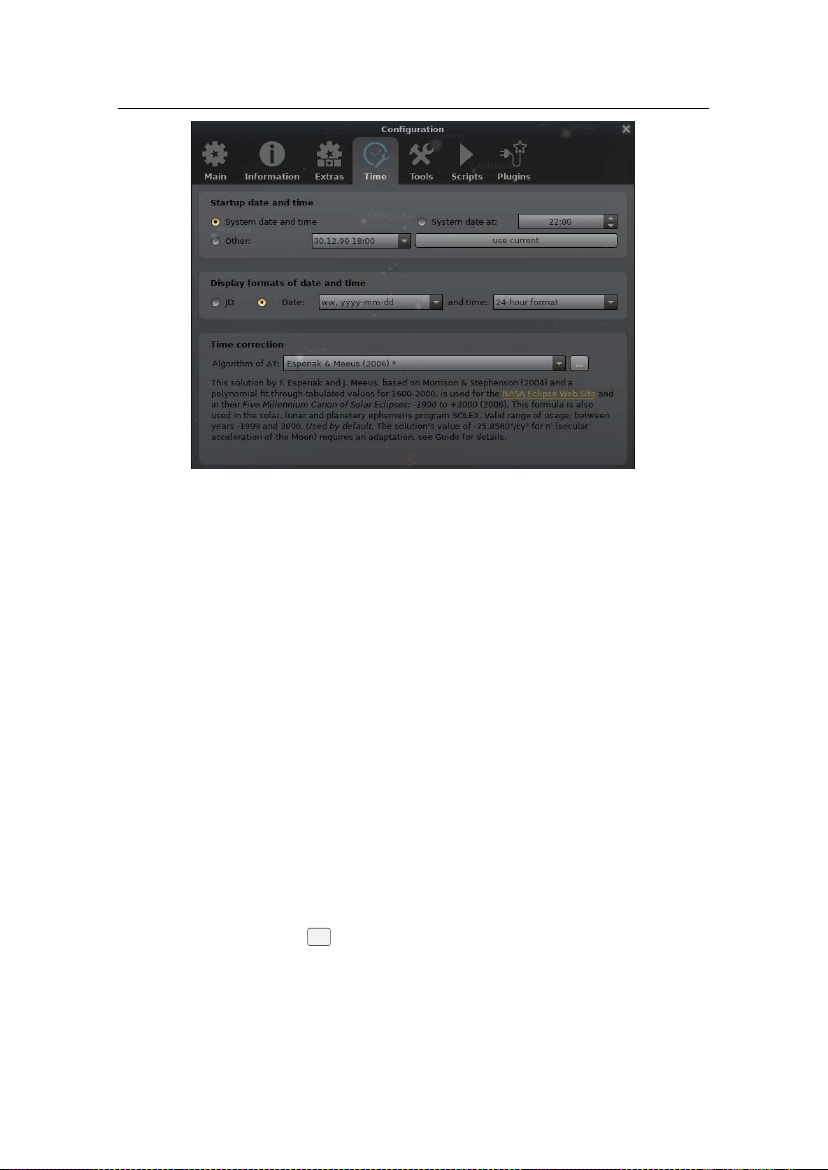 Configuration
Main Information Extras Time Tools Scripts Plugins
Startup date and time
System date and time System date at: 22:00
Other: 30.12.99 18:00 use current
Display formats of date and time
JD Date: ww, yyyy-mm-dd and time: 24-hour format
Time correction
Algorithm of ΔT: Espenak & Meeus (2006) * ...
This solution by F. Espenak and J. Meeus, based on Morrison & Stephenson (2004) and a
polynomial fit through tabulated values for 1600-2000, is used for the NASA Eclipse Web Site and
in their Five Millennium Canon of Solar Eclipses: -1900 to +3000 (2006). This formula is also
used in the solar, lunar and planetary ephemeris program SOLEX. Valid range of usage: between
years -1999 and 3000. Used by default. The solution's value of -25.8580"/cy² for n' (secular
acceleration of the Moon) requires an adaptation, see Guide for details.
S